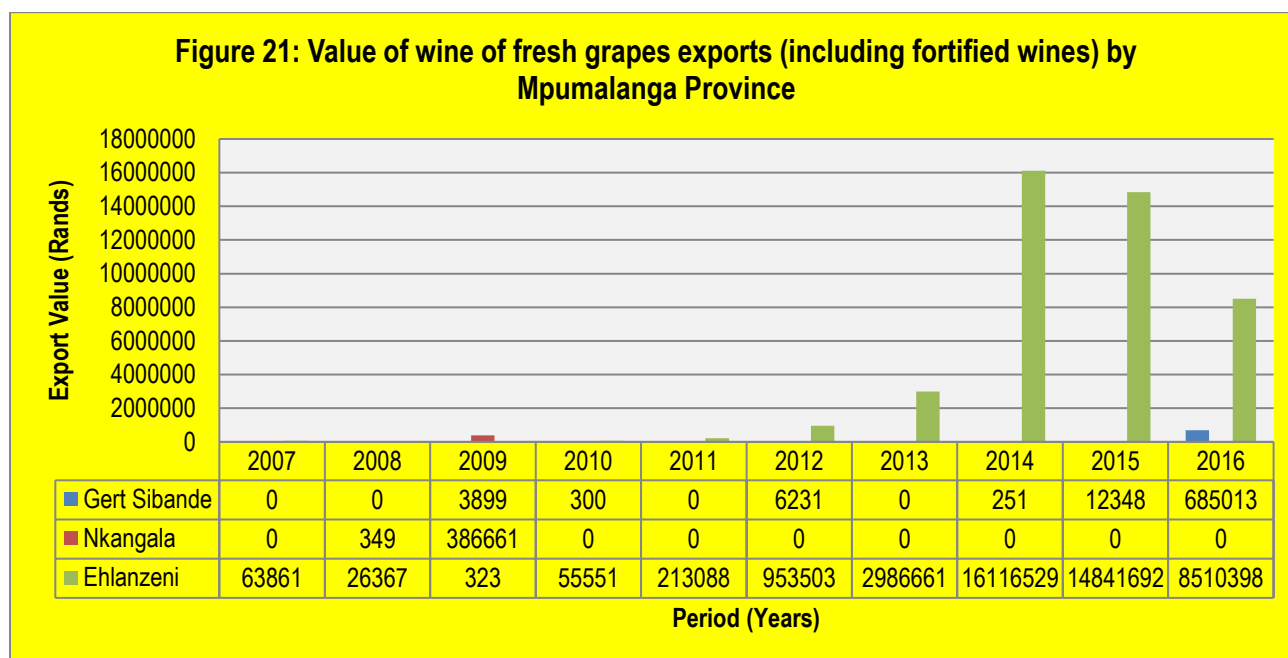 Figure 21: Value of wine of fresh grapes exports (including fortified wines) by
Mpumalanga Province
Export Value (Rands)
18000000
16000000
14000000
12000000
10000000
8000000
6000000
4000000
2000000
0
2007 2008 2009 2010 2011 2012 2013 2014 2015 2016
Gert Sibande 0 0 3899 300 0 6231 0 251 12348 685013
Nkangala 0 349 386661 0 0 0 0 0 0 0
Ehlanzeni 63861 26367 323 55551 213088 953503 2986661 16116529 14841692 8510398
Period (Years)